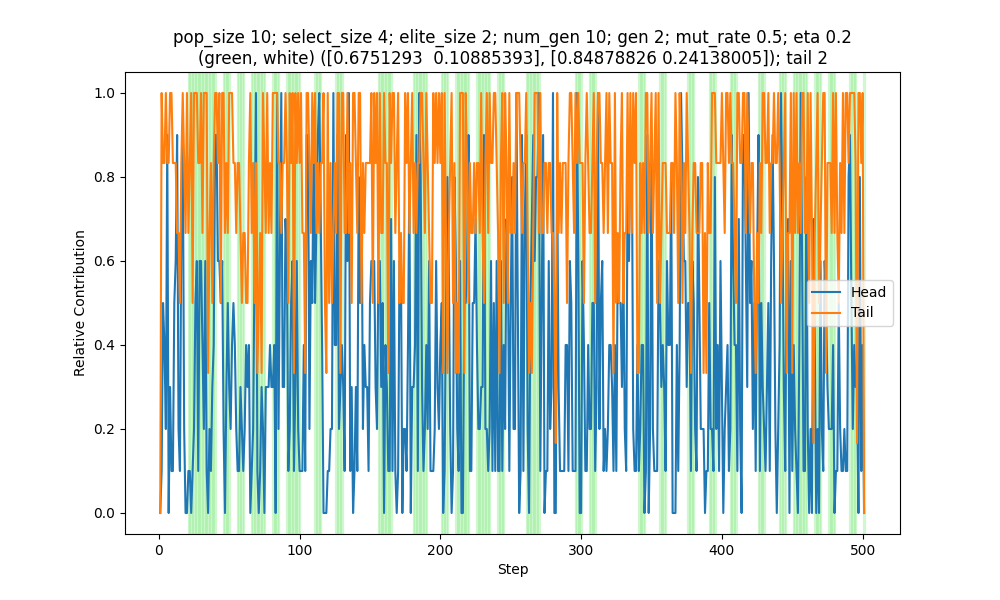 pop_size 10; select_size 4; elite_size 2; num_gen 10; gen 2; mut_rate 0.5; eta 0.2
(green, white) ([0.6751293  0.10885393], [0.84878826 0.24138005]); tail 2
Relative Contribution
1.0
0.8
0.6
0.4
0.2
0.0
Head
Tail
0
100
200
300
400
500
Step